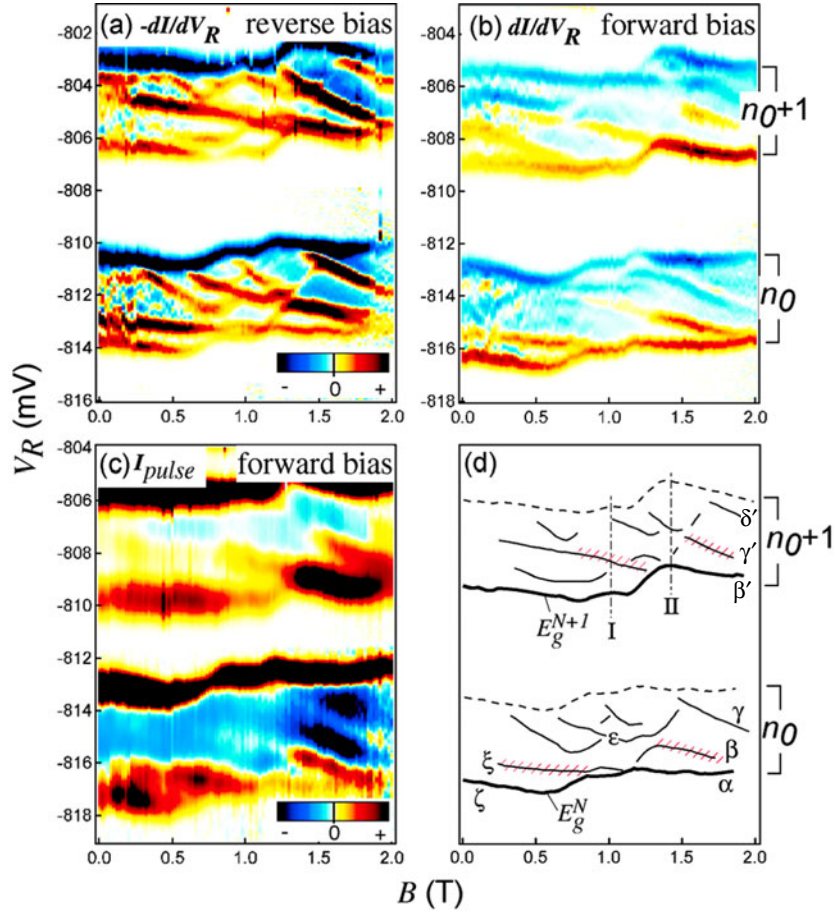 (a) -dI/dV_R reverse bias
-802
-804
-806
-808
-810
-812
-814
-816
0.0 0.5 1.0 1.5 2.0
- 0 +
(b) dI/dV_R forward bias
-804
-806
-808
-810
-812
-814
-816
-818
0.0 0.5 1.0 1.5 2.0
n0+1
n0
V_R (mV)
(c) I_pulse forward bias
-804
-806
-808
-810
-812
-814
-816
-818
0.0 0.5 1.0 1.5 2.0
- 0 +
(d)
δ'
γ'
β'
n0+1
E_g^{N+1}
I
II
γ
ε
β
ξ
α
ζ
E_g^N
n0
0.0 0.5 1.0 1.5 2.0
B (T)